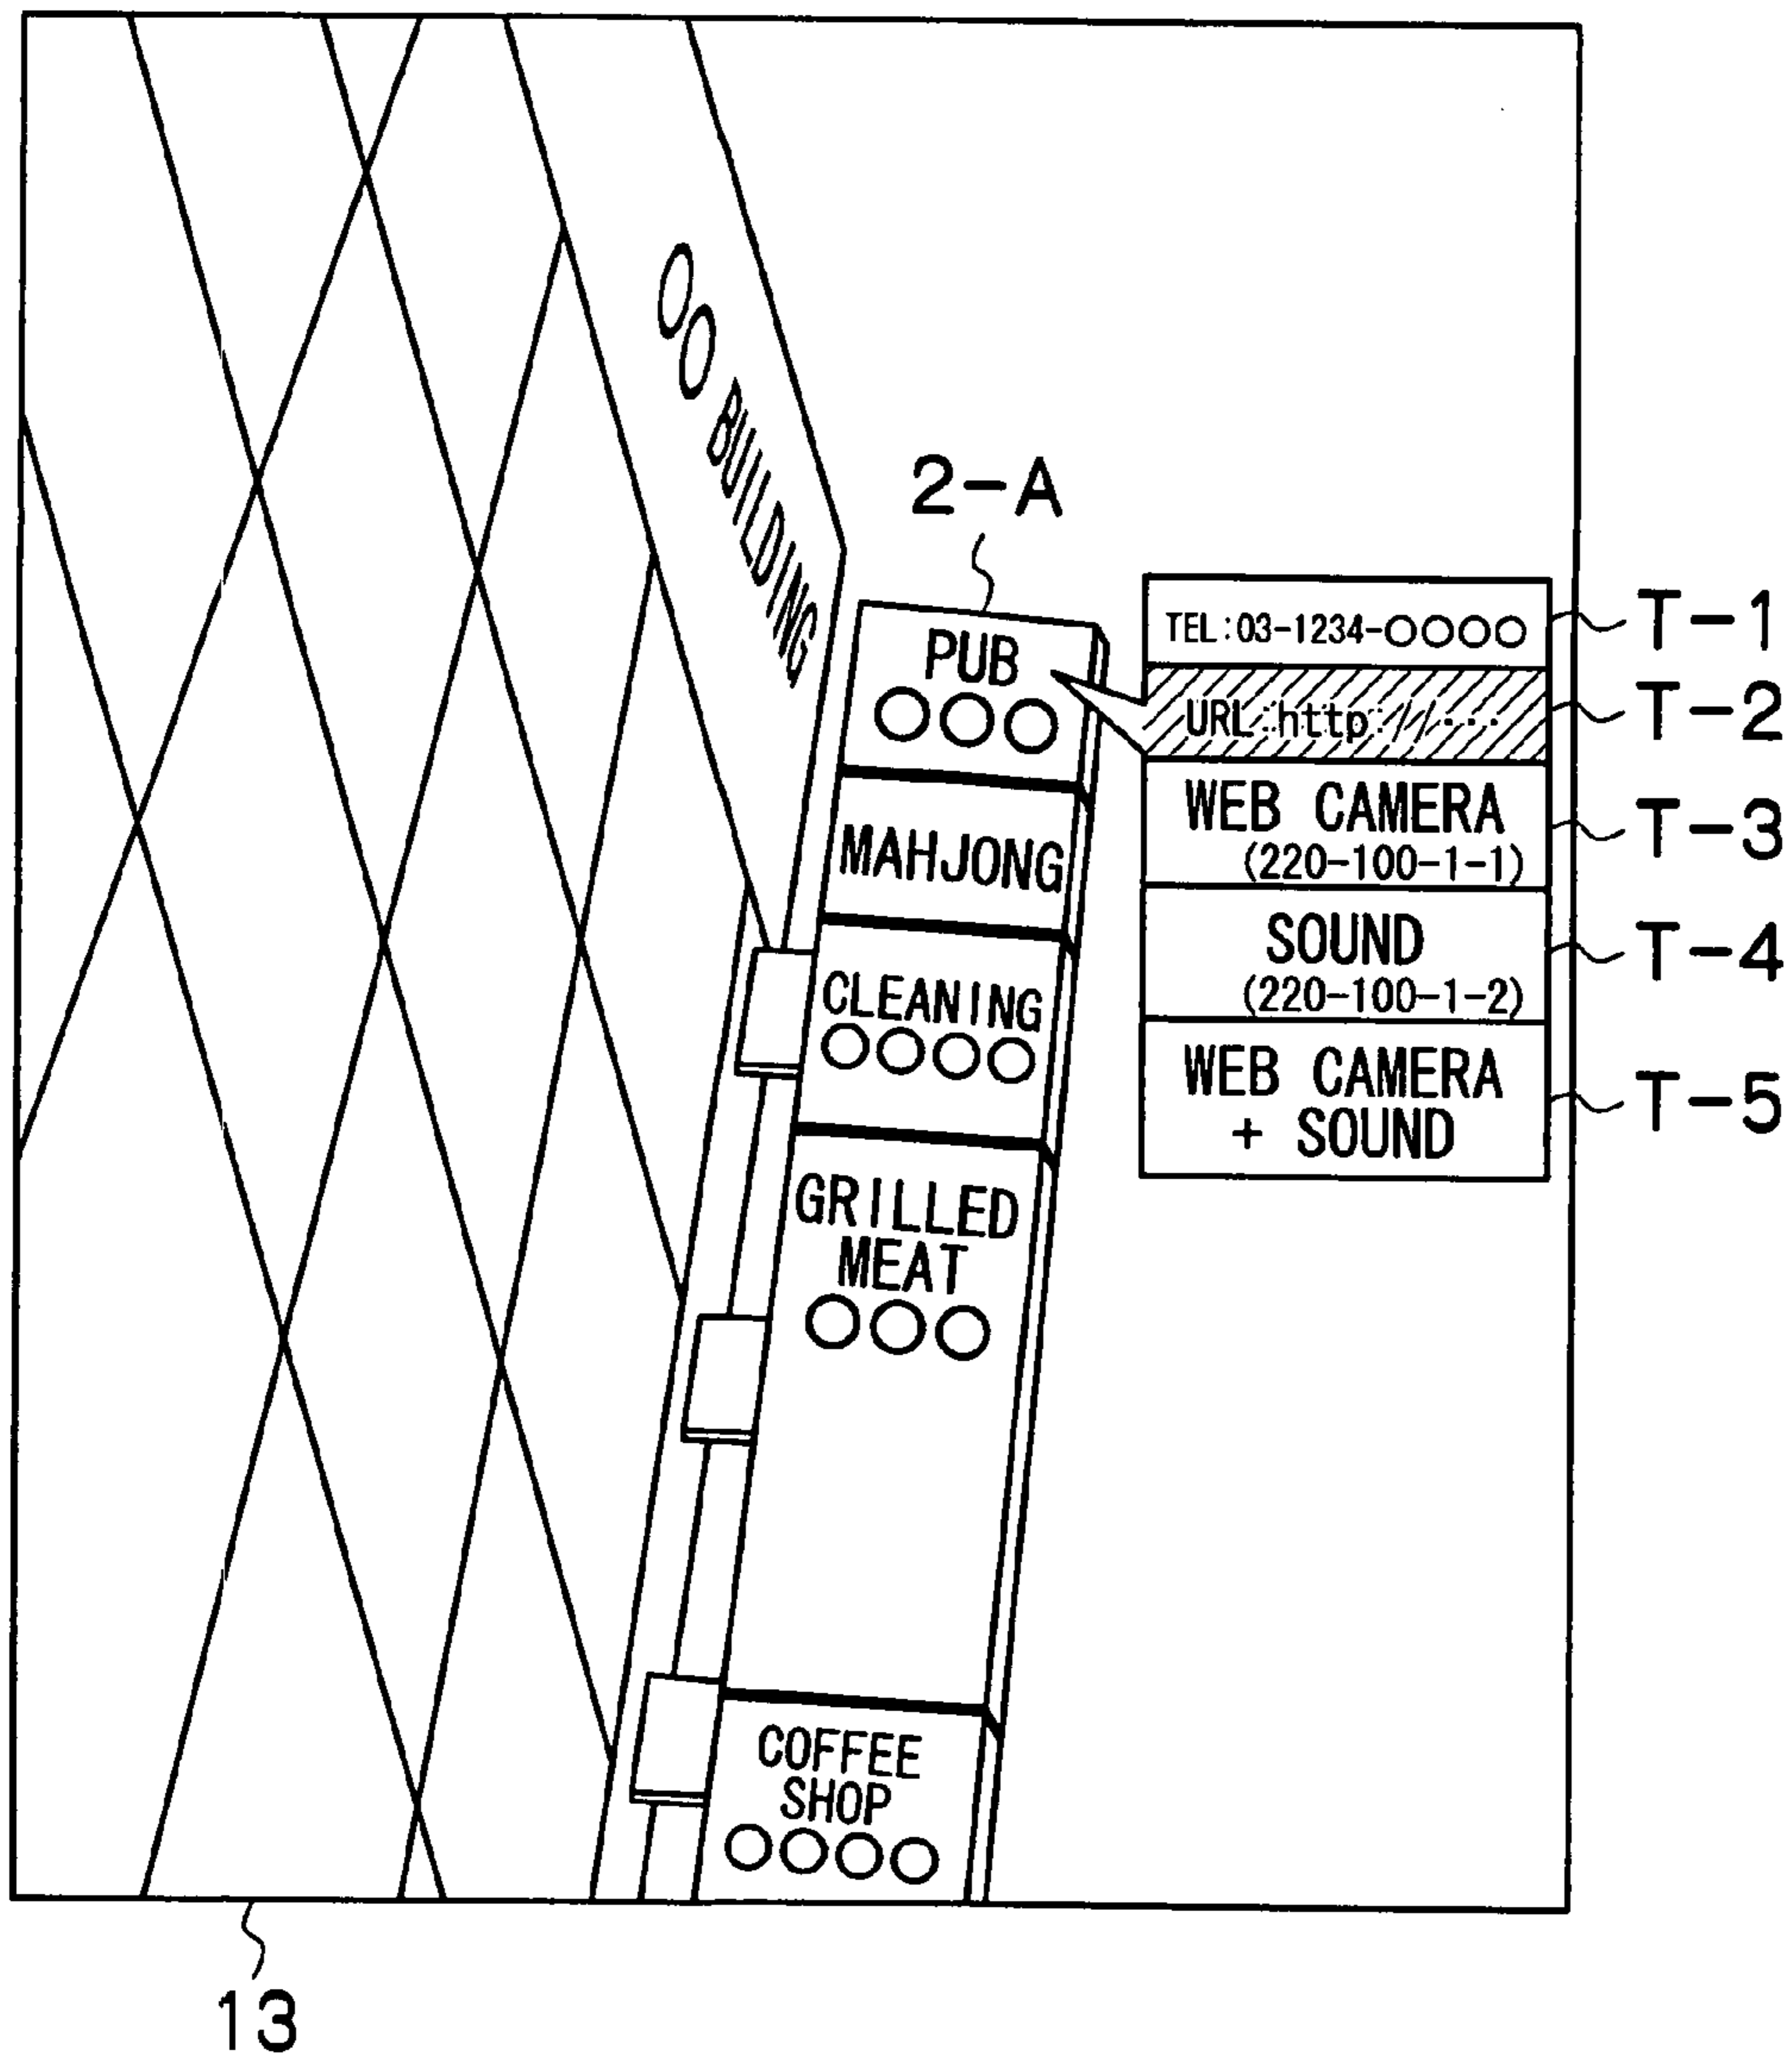 ○○ BUILDING
2-A
PUB
○○○
MAHJONG
CLEANING
○○○○
GRILLED
MEAT
○○○
COFFEE
SHOP
○○○○
TEL:03-1234-○○○○
T-1
URL:http://···
T-2
WEB CAMERA
(220-100-1-1)
T-3
SOUND
(220-100-1-2)
T-4
WEB CAMERA
+ SOUND
T-5
13